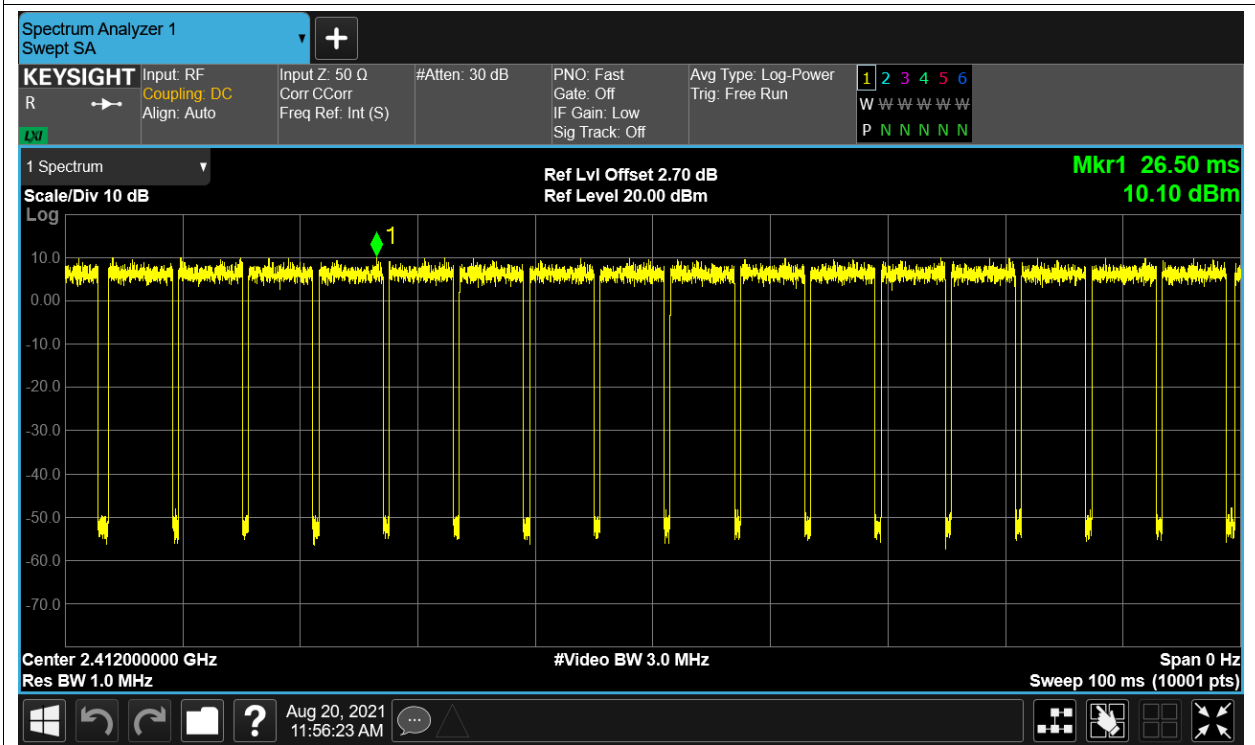 Spectrum Analyzer 1
Swept SA
+
KEYSIGHT Input: RF Input Z: 50 Ω #Atten: 30 dB PNO: Fast Avg Type: Log-Power 1 2 3 4 5 6
R Coupling: DC Corr CCorr Gate: Off Trig: Free Run W W W W W W
Align: Auto Freq Ref: Int (S) IF Gain: Low
LXI Sig Track: Off P N N N N N
1 Spectrum Ref Lvl Offset 2.70 dB Mkr1 26.50 ms
Scale/Div 10 dB Ref Level 20.00 dBm 10.10 dBm
Log
1
10.0
0.00
-10.0
-20.0
-30.0
-40.0
-50.0
-60.0
-70.0
Center 2.412000000 GHz #Video BW 3.0 MHz Span 0 Hz
Res BW 1.0 MHz Sweep 100 ms (10001 pts)
? Aug 20, 2021
11:56:23 AM